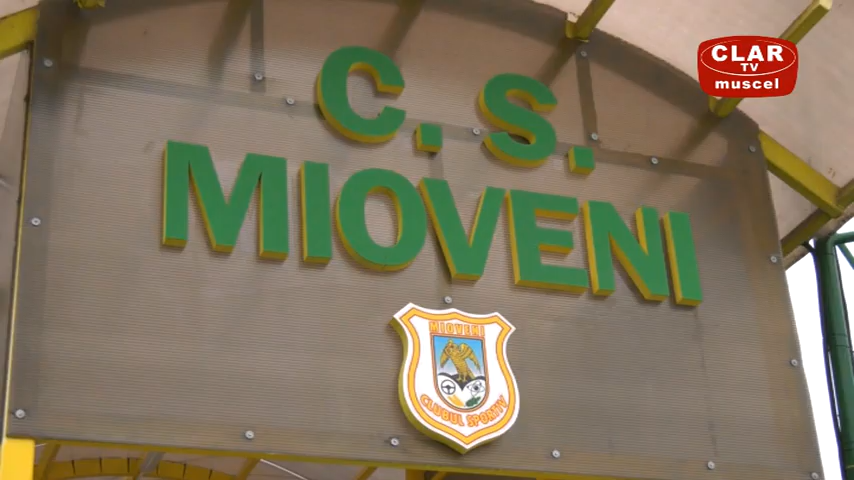 CLAR
TV
muscel
C.S.
MIOVENI
MIOVENI
CLUBUL SPORTIV